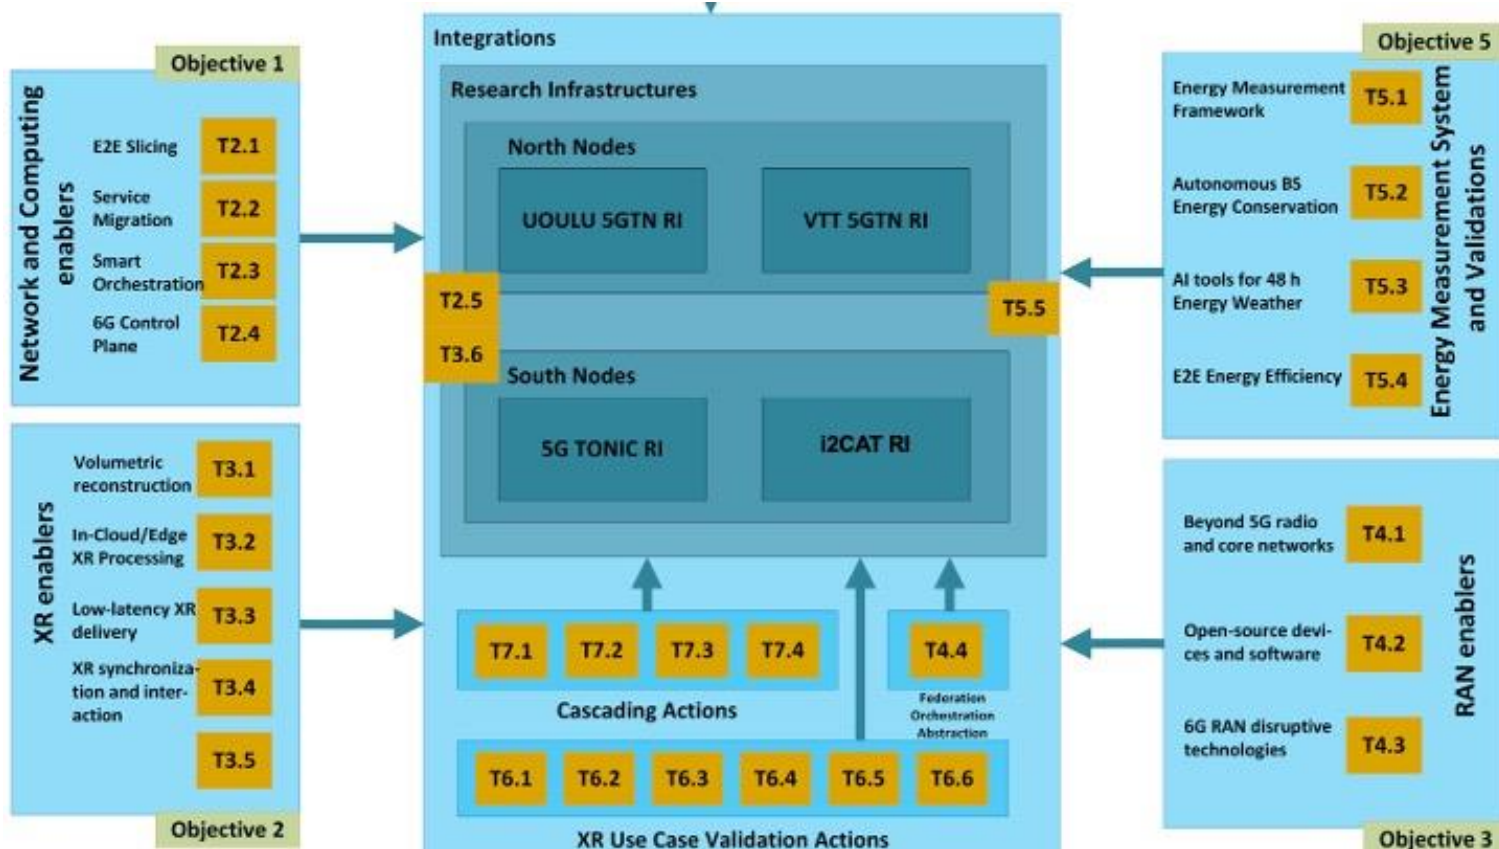 Objective 1
Network and Computing
enablers
E2E Slicing
T2.1
Service
Migration
T2.2
Smart
Orchestration
T2.3
6G Control
Plane
T2.4
XR enablers
Volumetric
reconstruction
T3.1
In-Cloud/Edge
XR Processing
T3.2
Low-latency XR
delivery
T3.3
XR synchroniza-
tion and inter-
action
T3.4
T3.5
Objective 2
Integrations
Research Infrastructures
North Nodes
UOULU 5GTN RI
VTT 5GTN RI
T2.5
T3.6
T5.5
South Nodes
5G TONIC RI
i2CAT RI
T7.1
T7.2
T7.3
T7.4
Cascading Actions
T4.4
Federation
Orchestration
Abstraction
T6.1
T6.2
T6.3
T6.4
T6.5
T6.6
XR Use Case Validation Actions
Objective 5
Energy Measurement
Framework
T5.1
Autonomous BS
Energy Conservation
T5.2
AI tools for 48 h
Energy Weather
T5.3
E2E Energy Efficiency
T5.4
Energy Measurement System
and Validations
Beyond 5G radio
and core networks
T4.1
Open-source devi-
ces and software
T4.2
6G RAN disruptive
technologies
T4.3
RAN enablers
Objective 3